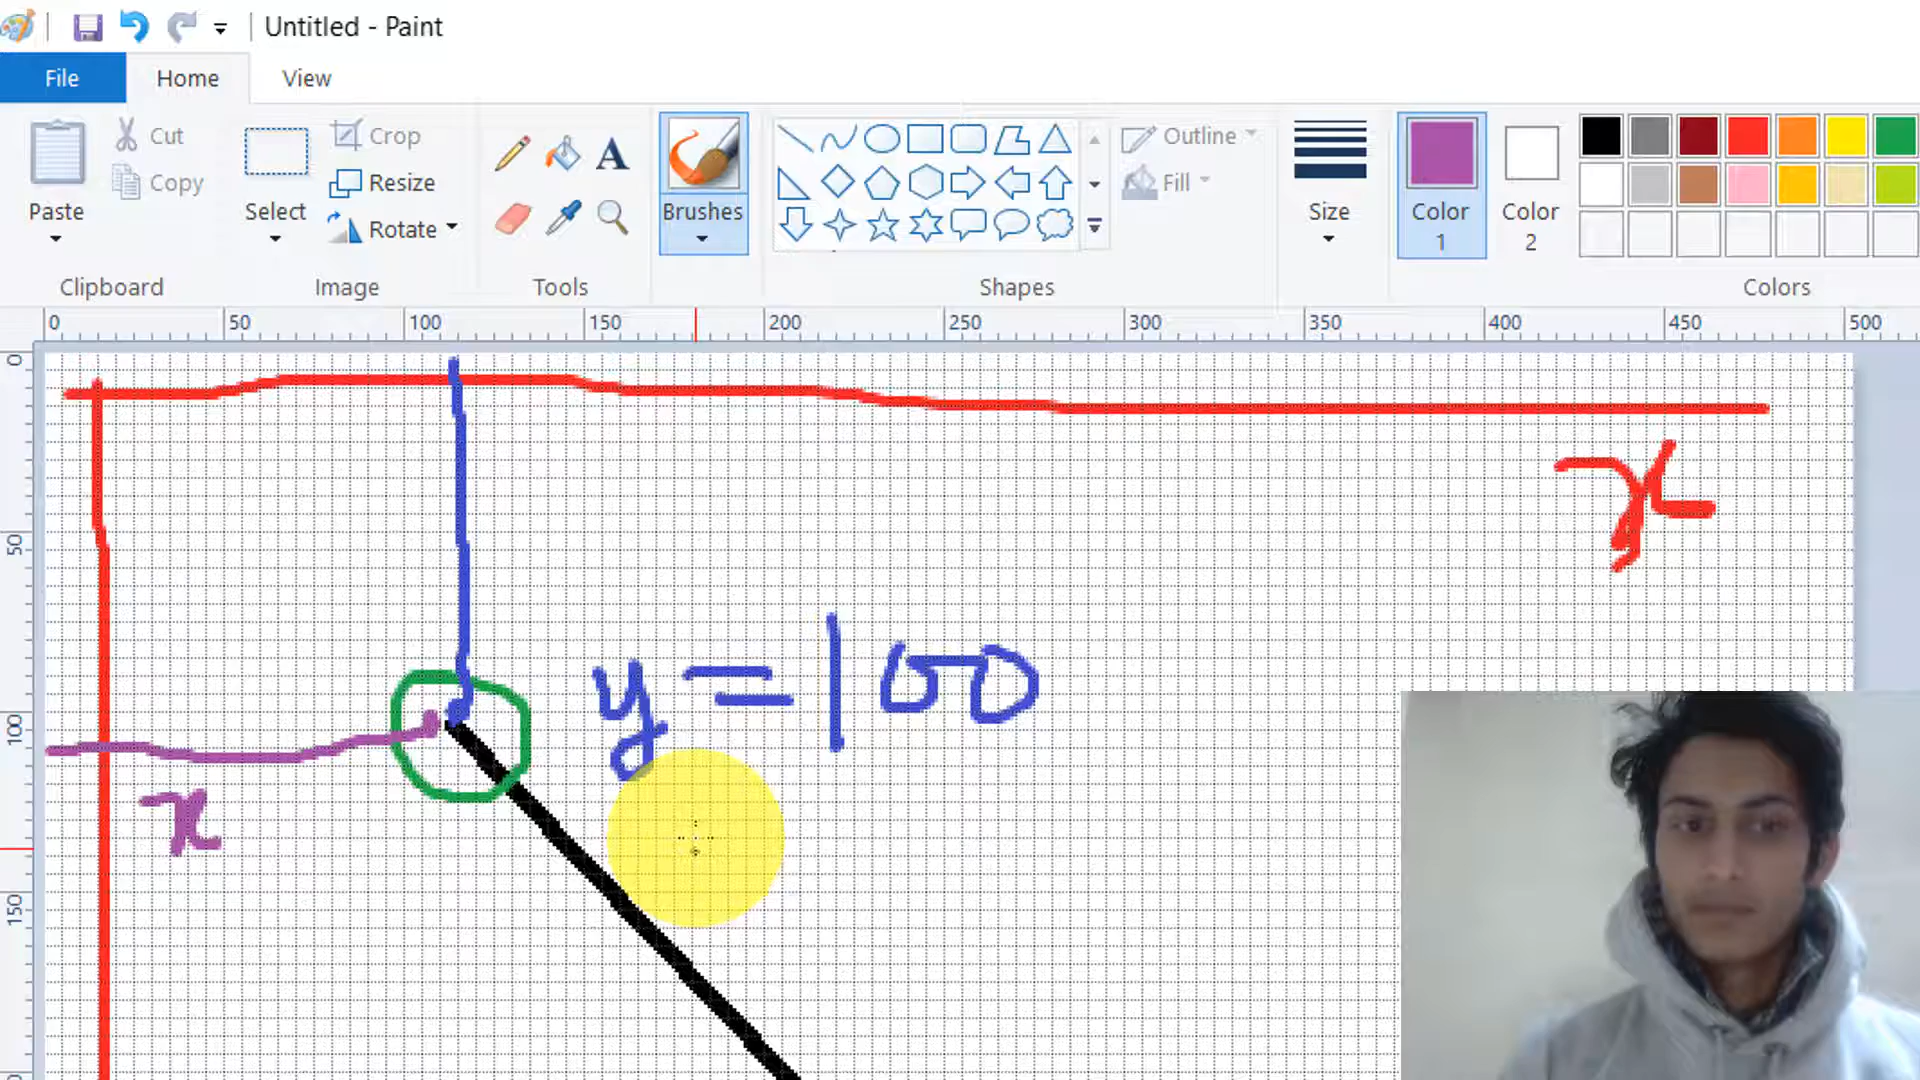 Untitled - Paint
File Home View
Paste
Cut
Copy
Clipboard
Select
Crop
Resize
Rotate
Image
Tools
Brushes
Shapes
Outline
Fill
Size
Color 1
Color 2
Colors
0 50 100 150 200 250 300 350 400 450 500
0
50
100
150
x
y = 100
x